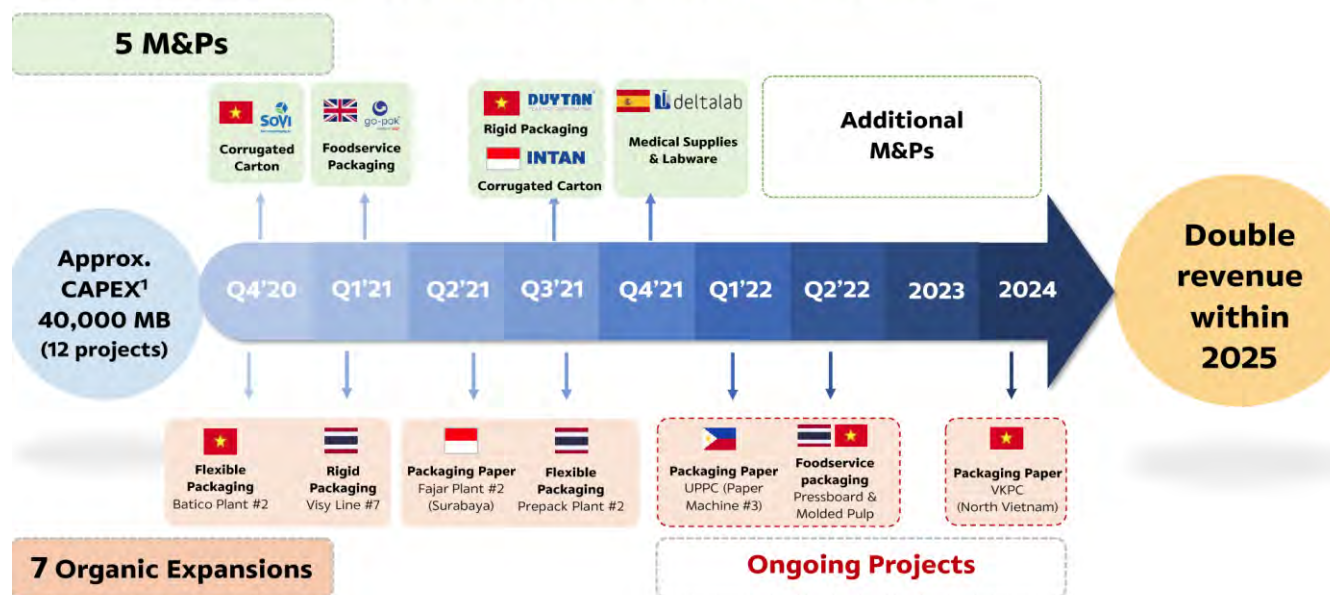 5 M&Ps
SOVI
Corrugated
Carton
go-pak
Foodservice
Packaging
DUYTAN
Rigid Packaging
INTAN
Corrugated Carton
deltalab
Medical Supplies
& Labware
Additional
M&Ps
Approx.
CAPEX¹
40,000 MB
(12 projects)
Q4'20
Q1'21
Q2'21
Q3'21
Q4'21
Q1'22
Q2'22
2023
2024
Double
revenue
within
2025
Flexible
Packaging
Batico Plant #2
Rigid
Packaging
Visy Line #7
Packaging Paper
Fajar Plant #2
(Surabaya)
Flexible
Packaging
Prepack Plant #2
Packaging Paper
UPPC (Paper
Machine #3)
Foodservice
packaging
Pressboard &
Molded Pulp
Packaging Paper
VKPC
(North Vietnam)
7 Organic Expansions
Ongoing Projects